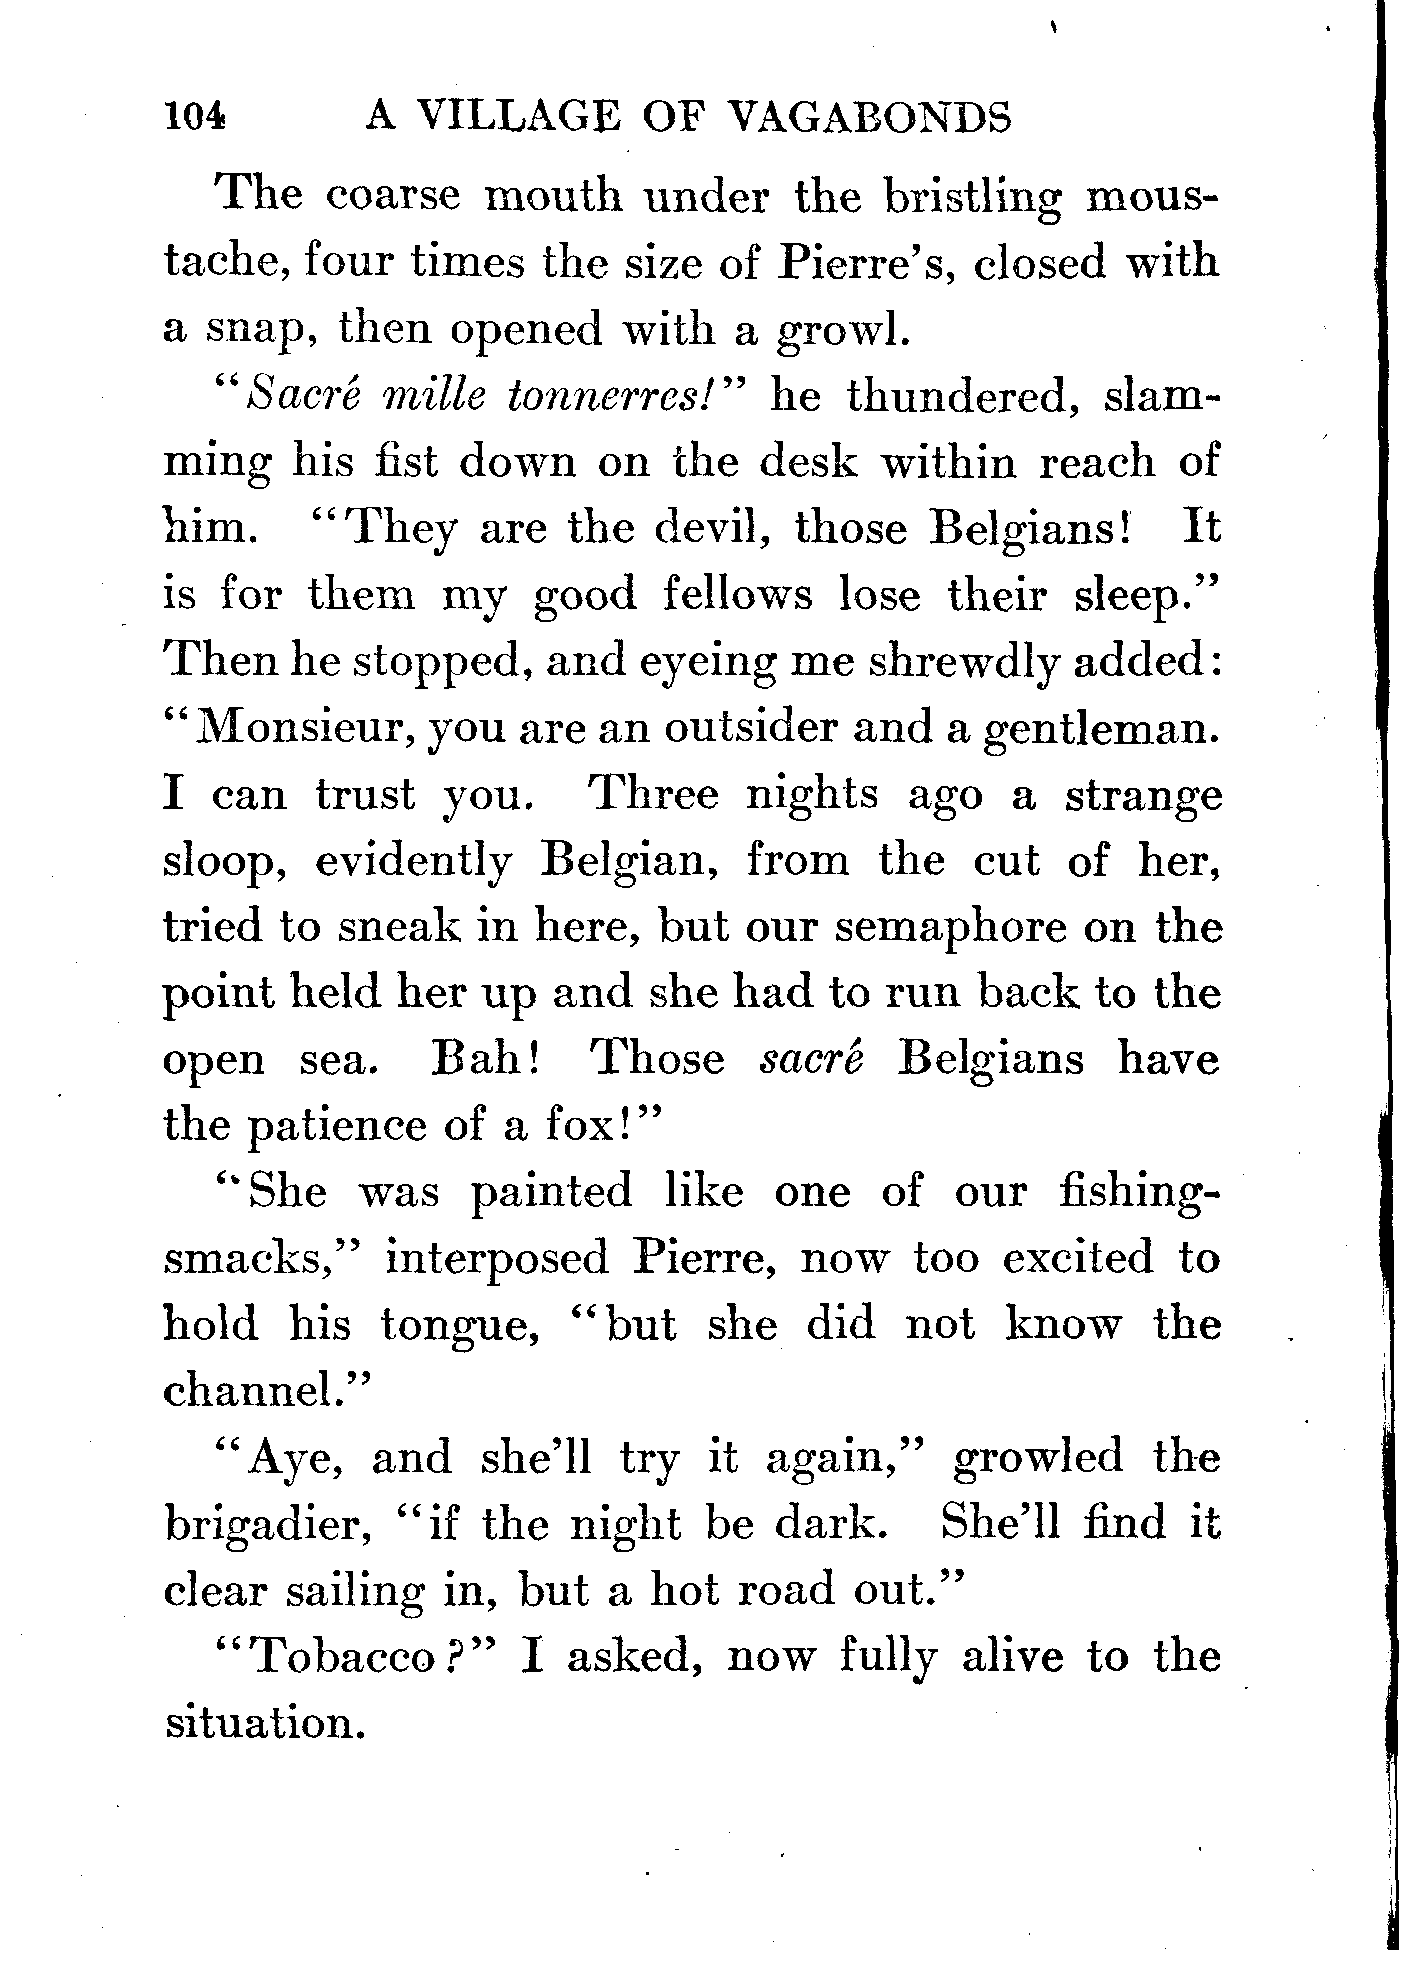 104 A VILLAGE OF VAGABONDS
The coarse mouth under the bristling mous-
tache, four times the size of Pierre's, closed with
a snap, then opened with a growl.
"Sacré mille tonnerres!" he thundered, slam-
ming his fist down on the desk within reach of
him. "They are the devil, those Belgians! It
is for them my good fellows lose their sleep."
Then he stopped, and eyeing me shrewdly added:
"Monsieur, you are an outsider and a gentleman.
I can trust you. Three nights ago a strange
sloop, evidently Belgian, from the cut of her,
tried to sneak in here, but our semaphore on the
point held her up and she had to run back to the
open sea. Bah! Those sacré Belgians have
the patience of a fox!"
"She was painted like one of our fishing-
smacks," interposed Pierre, now too excited to
hold his tongue, "but she did not know the
channel."
"Aye, and she'll try it again," growled the
brigadier, "if the night be dark. She'll find it
clear sailing in, but a hot road out."
"Tobacco?" I asked, now fully alive to the
situation.